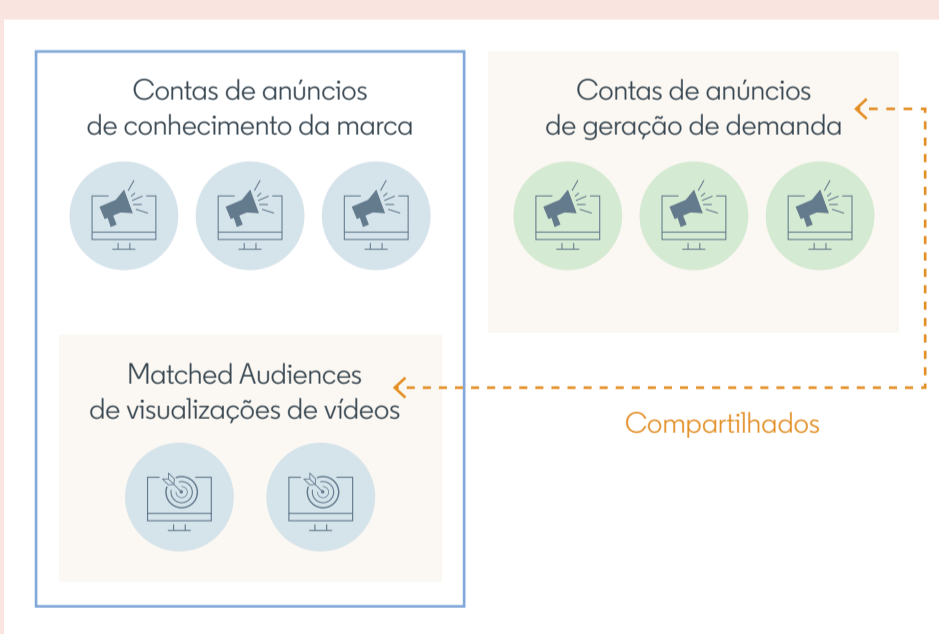 Contas de anúncios
de conhecimento da marca
Contas de anúncios
de geração de demanda
Matched Audiences
de visualizações de vídeos
Compartilhados